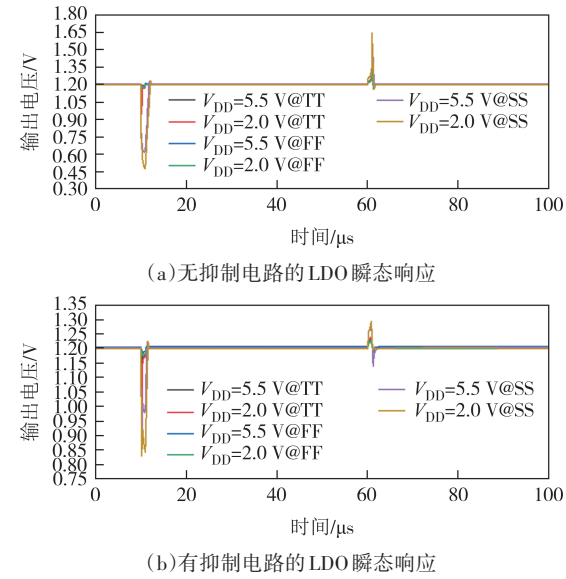 1.80
1.65
1.50
1.35
1.20
1.05
0.90
0.75
0.60
0.45
0.30
输出电压/V
VDD=5.5 V@TT
VDD=2.0 V@TT
VDD=5.5 V@FF
VDD=2.0 V@FF
VDD=5.5 V@SS
VDD=2.0 V@SS
0 20 40 60 80 100
时间/μs
(a)无抑制电路的LDO瞬态响应
1.35
1.30
1.25
1.20
1.15
1.10
1.05
1.00
0.95
0.90
0.85
0.80
0.75
输出电压/V
VDD=5.5 V@TT
VDD=2.0 V@TT
VDD=5.5 V@FF
VDD=2.0 V@FF
VDD=5.5 V@SS
VDD=2.0 V@SS
0 20 40 60 80 100
时间/μs
(b)有抑制电路的LDO瞬态响应